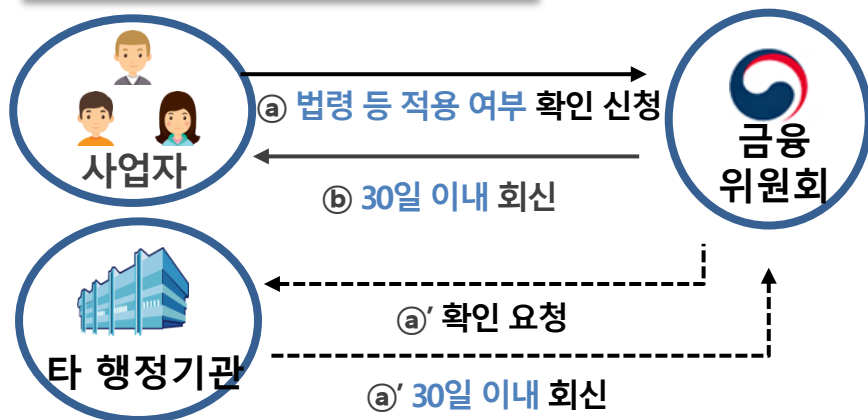 ⓐ 법령 등 적용 여부 확인 신청
사업자
금융
위원회
ⓑ 30일 이내 회신
ⓐ′ 확인 요청
타 행정기관
ⓐ′ 30일 이내 회신